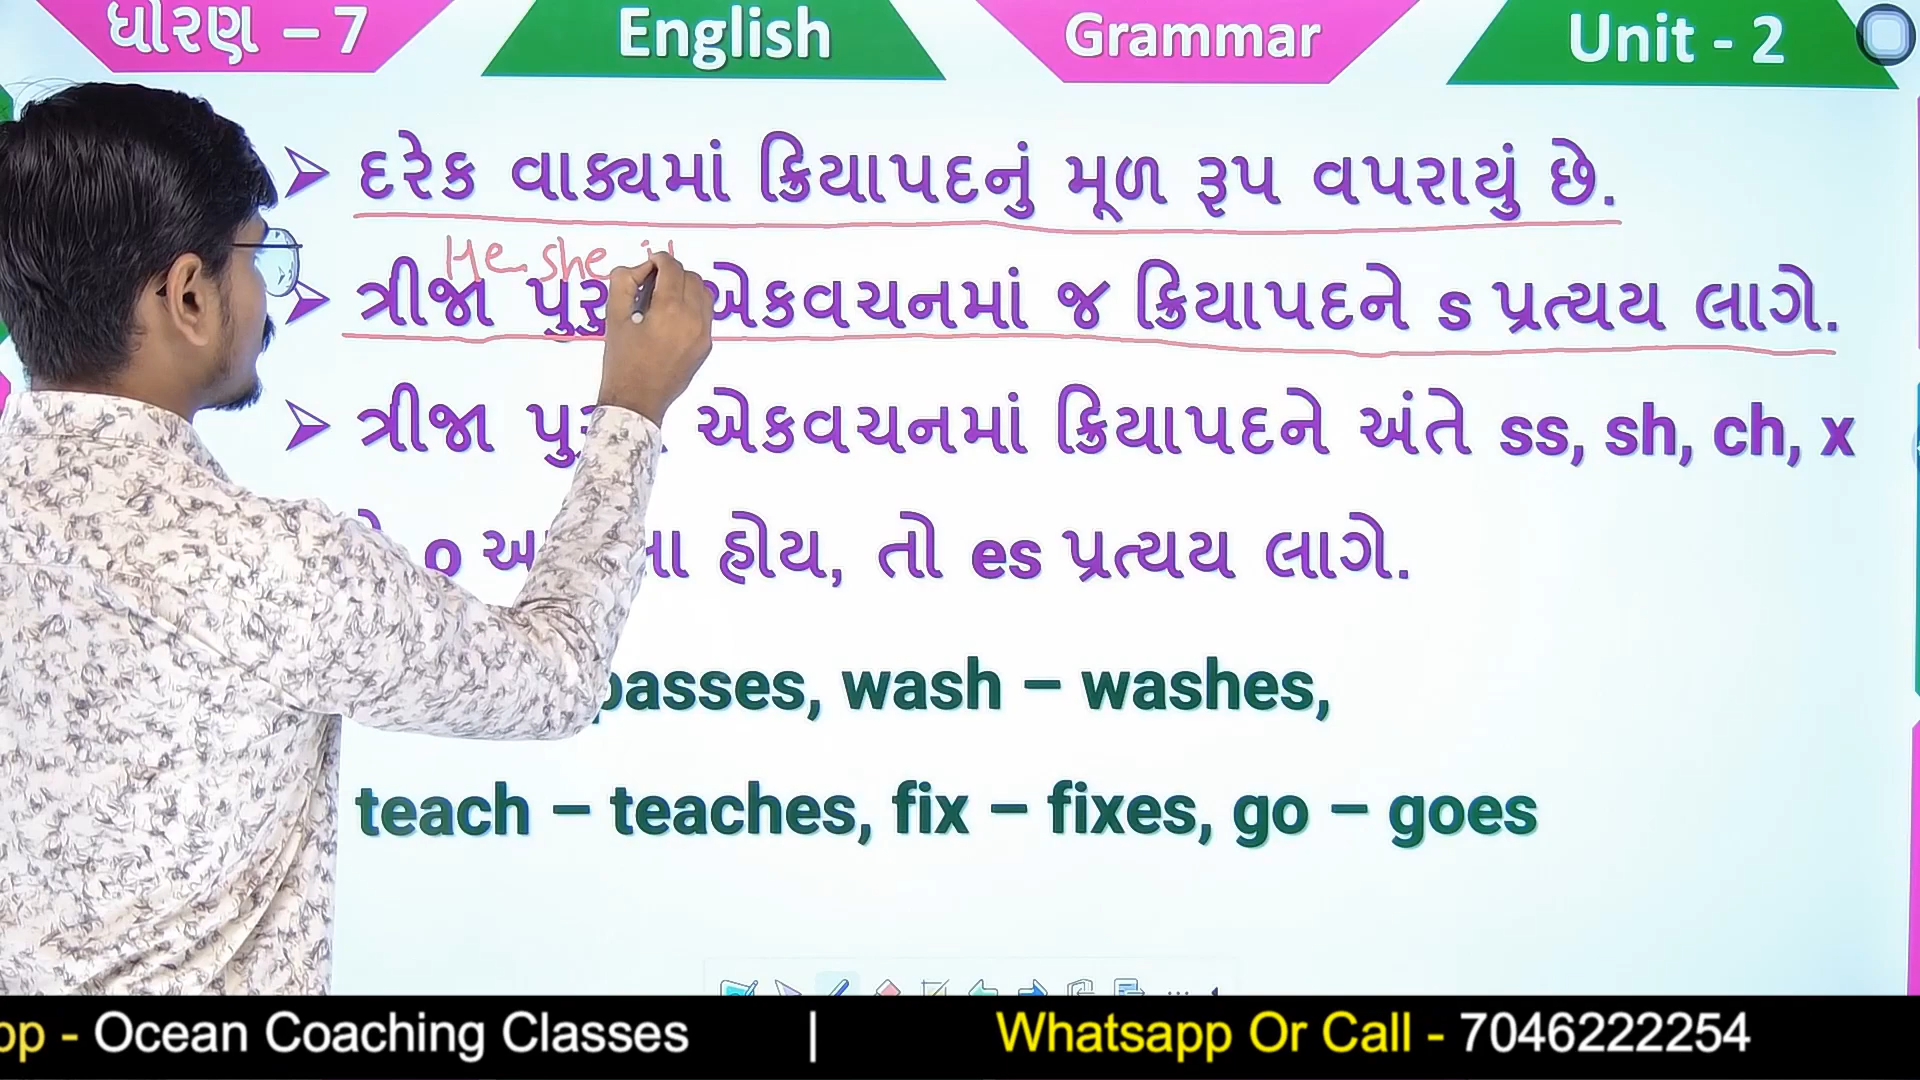 ધોરણ – 7
English
Grammar
Unit - 2
➢ દરેક વાક્યમાં ક્રિયાપદનું મૂળ રૂપ વપરાયું છે.
He she
➢ ત્રીજા એકવચનમાં જ ક્રિયાપદને s પ્રત્યય લાગે.
➢ ત્રીજા એકવચનમાં ક્રિયાપદને અંતે ss, sh, ch, x
o હોય, તો es પ્રત્યય લાગે.
passes, wash – washes,
teach – teaches, fix – fixes, go – goes
- Ocean Coaching Classes | Whatsapp Or Call - 7046222254